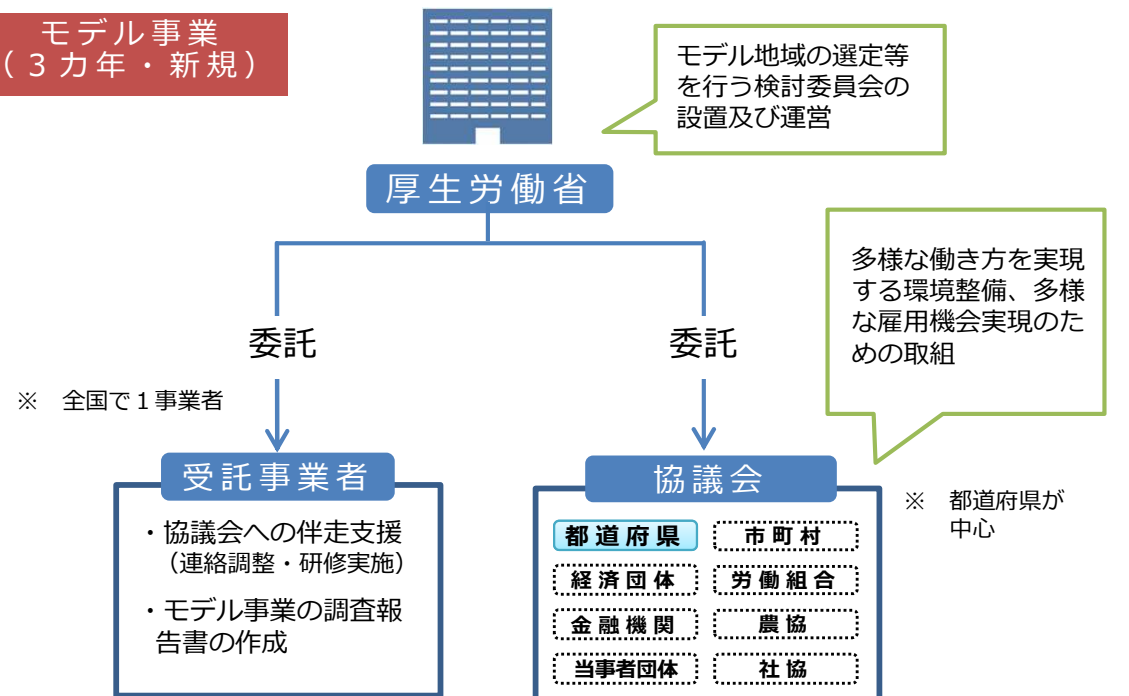 モデル事業
（３カ年・新規）
モデル地域の選定等
を行う検討委員会の
設置及び運営
厚生労働省
多様な働き方を実現
する環境整備、多様
な雇用機会実現のた
めの取組
委託
委託
※　全国で１事業者
受託事業者
・協議会への伴走支援
（連絡調整・研修実施）
・モデル事業の調査報
告書の作成
協議会
※　都道府県が
中心
都道府県
市町村
経済団体
労働組合
金融機関
農協
当事者団体
社協